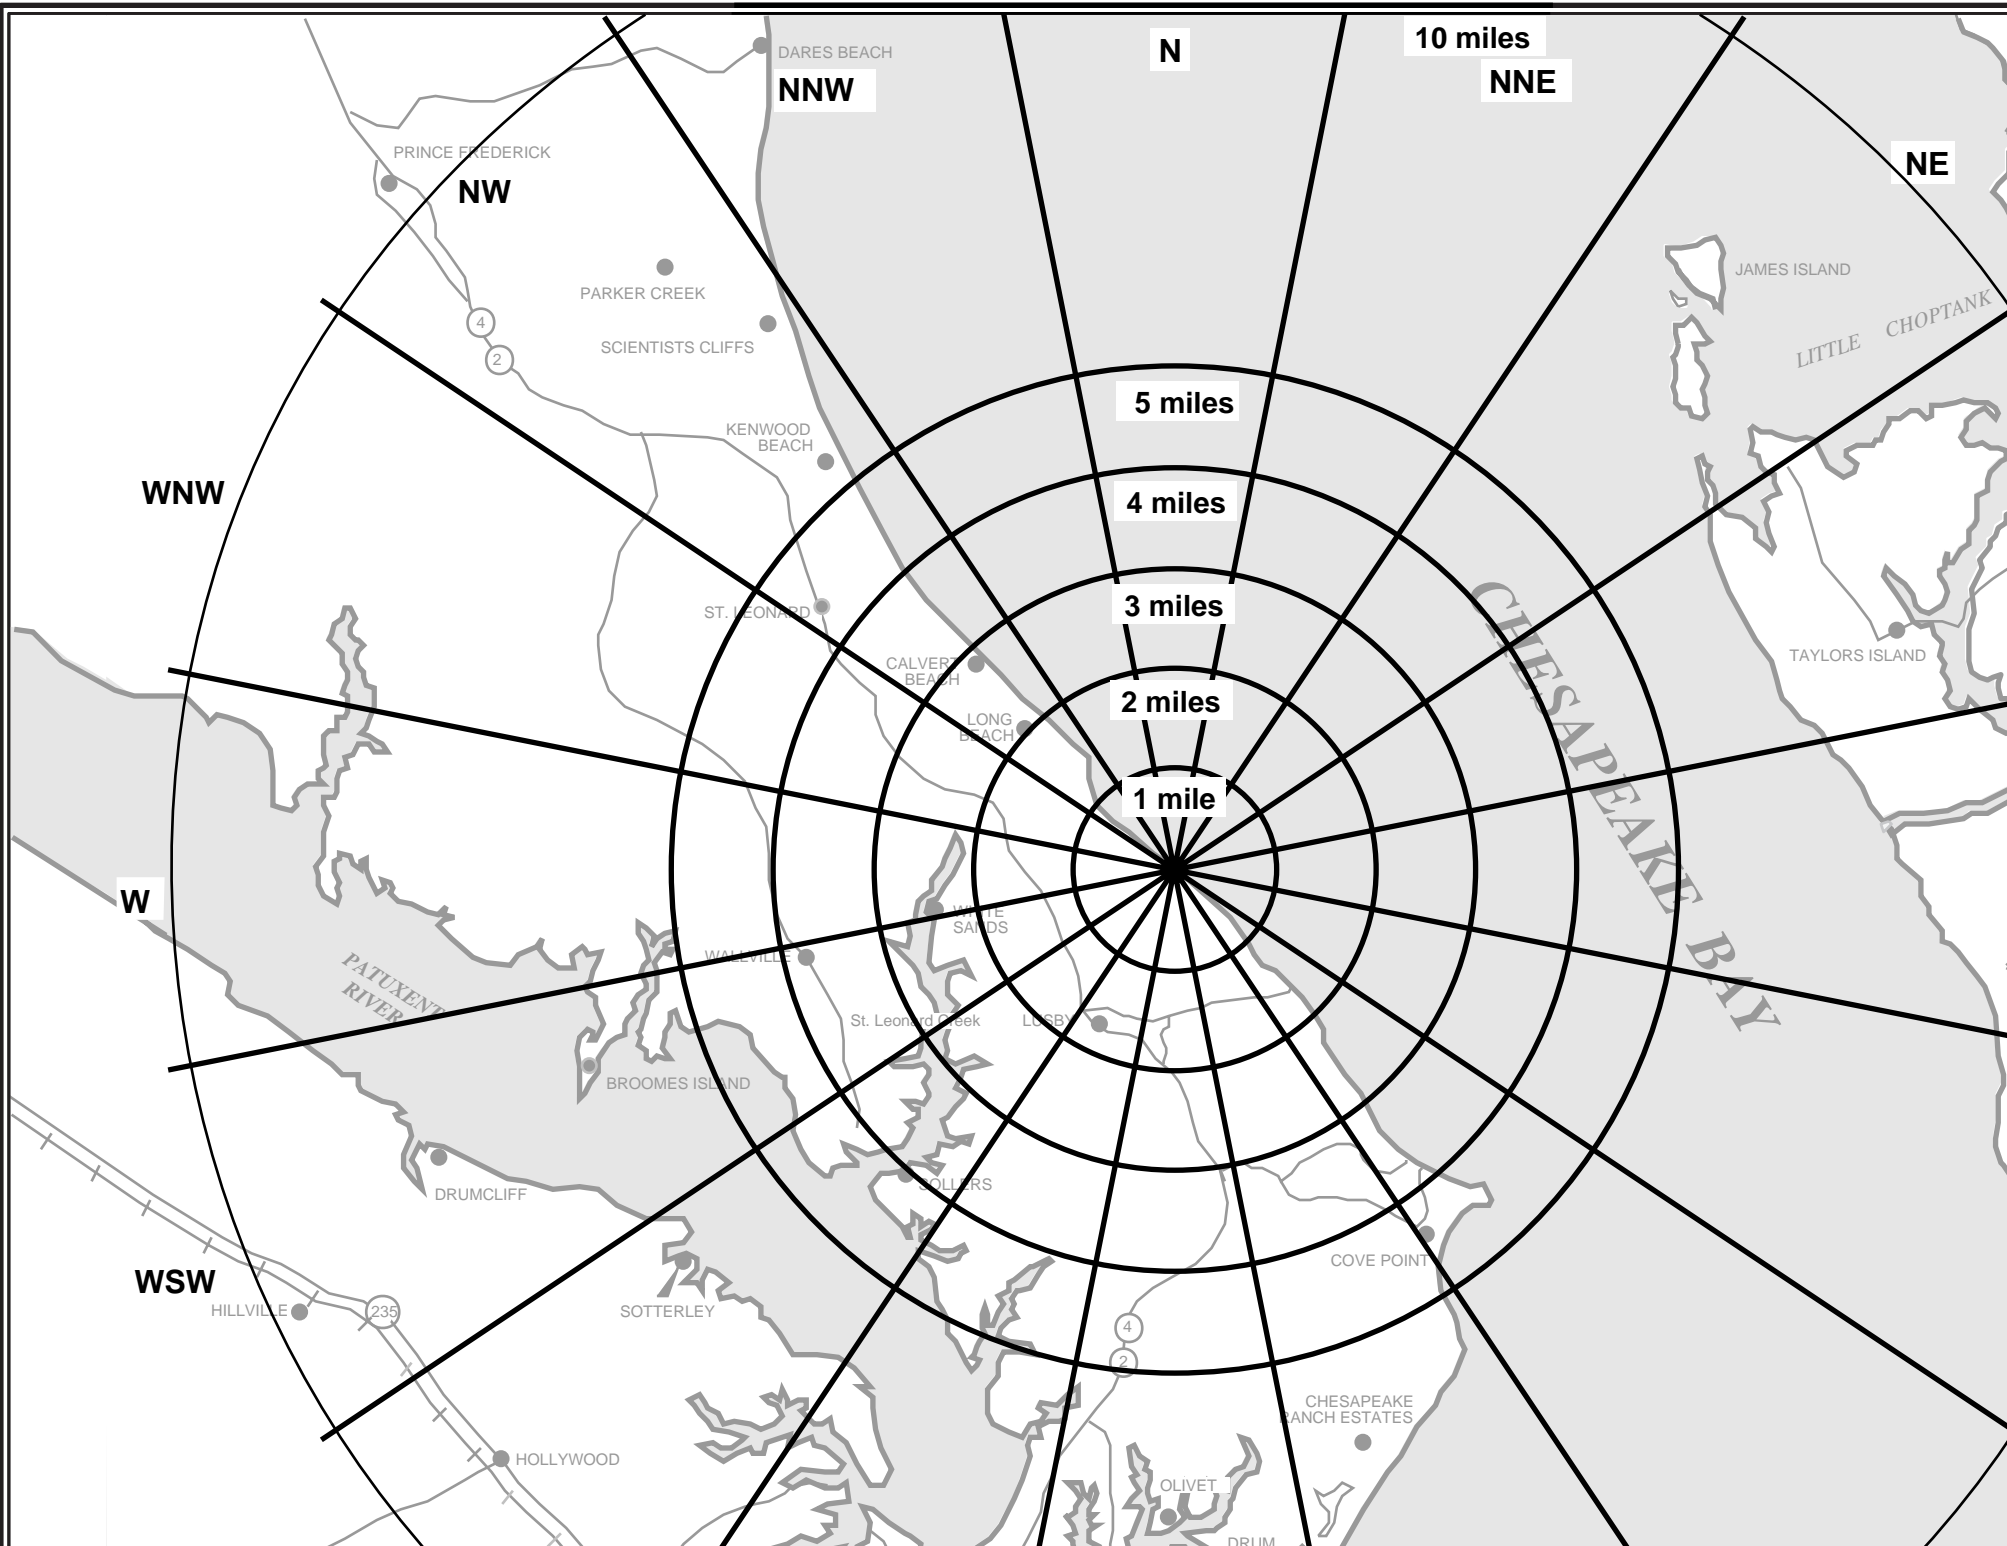 N
10 miles
DARES BEACH
NNW
NNE
PRINCE FREDERICK
NE
NW
JAMES ISLAND
PARKER CREEK
LITTLE CHOPTANK
4
SCIENTISTS CLIFFS
2
5 miles
KENWOOD
BEACH
WNW
4 miles
3 miles
ST. LEONARD
CALVERT
BEACH
TAYLORS ISLAND
2 miles
LONG
BEACH
CHESAPEAKE BAY
1 mile
W
WHITE
SANDS
WALLVILLE
PATUXENT
RIVER
St. Leonard Creek
LUSBY
BROOMES ISLAND
DRUMCLIFF
SOLLERS
COVE POINT
WSW
HILLVILLE
235
SOTTERLEY
4
2
CHESAPEAKE
RANCH ESTATES
HOLLYWOOD
OLIVET
DRUM